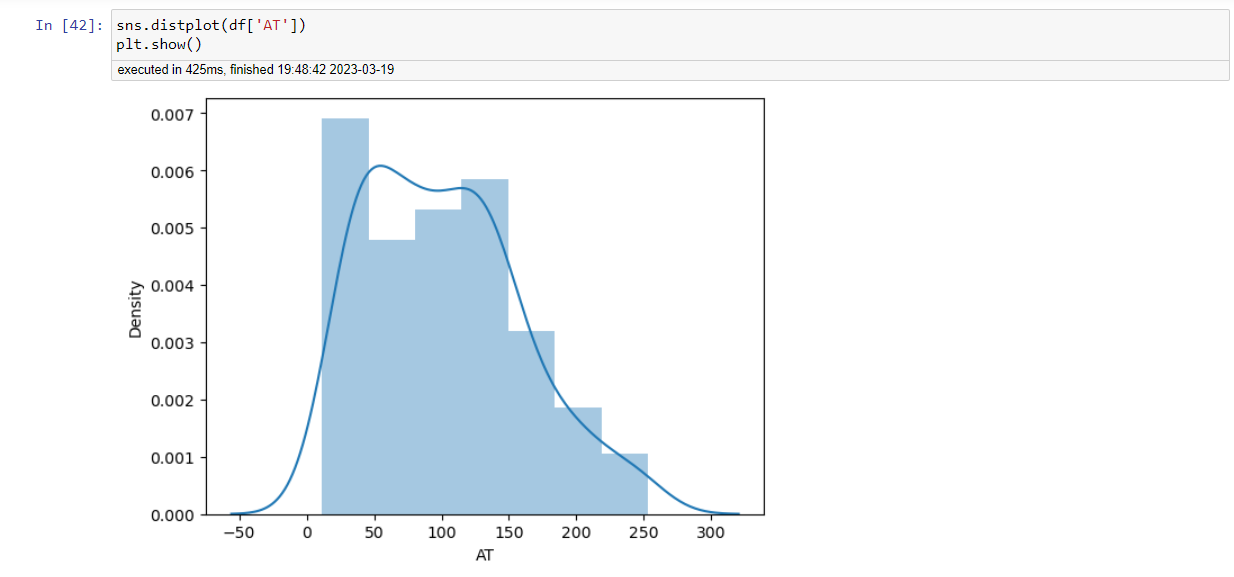 In [42]: sns.distplot(df['AT'])
plt.show()
executed in 425ms, finished 19:48:42 2023-03-19
0.007
0.006
0.005
0.004
0.003
0.002
0.001
0.000
Density
−50 0 50 100 150 200 250 300
AT